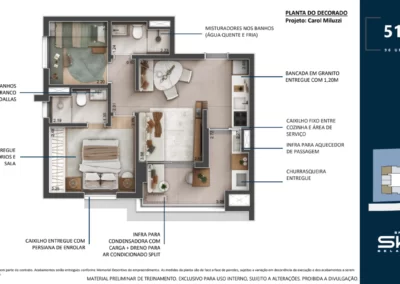 PLANTA DO DECORADO
Projeto: Carol Miluzzi
51
MISTURADORES NOS BANHOS
(ÁGUA QUENTE E FRIA)
BANCADA EM GRANITO
ENTREGUE COM 1,20M
ANHOS
RANCO
DALLAS
CAIXILHO FIXO ENTRE
COZINHA E ÁREA DE
SERVIÇO
INFRA PARA AQUECEDOR
DE PASSAGEM
REGUE
ÓRIOS E
SALA
CHURRASQUEIRA
ENTREGUE
CAIXILHO ENTREGUE COM
PERSIANA DE ENROLAR
INFRA PARA
CONDENSADORA COM
CARGA + DRENO PARA
AR CONDICIONADO SPLIT
MATERIAL PRELIMINAR DE TREINAMENTO. EXCLUSIVO PARA USO INTERNO, SUJEITO A ALTERAÇÕES, PROIBIDA A DIVULGAÇÃO